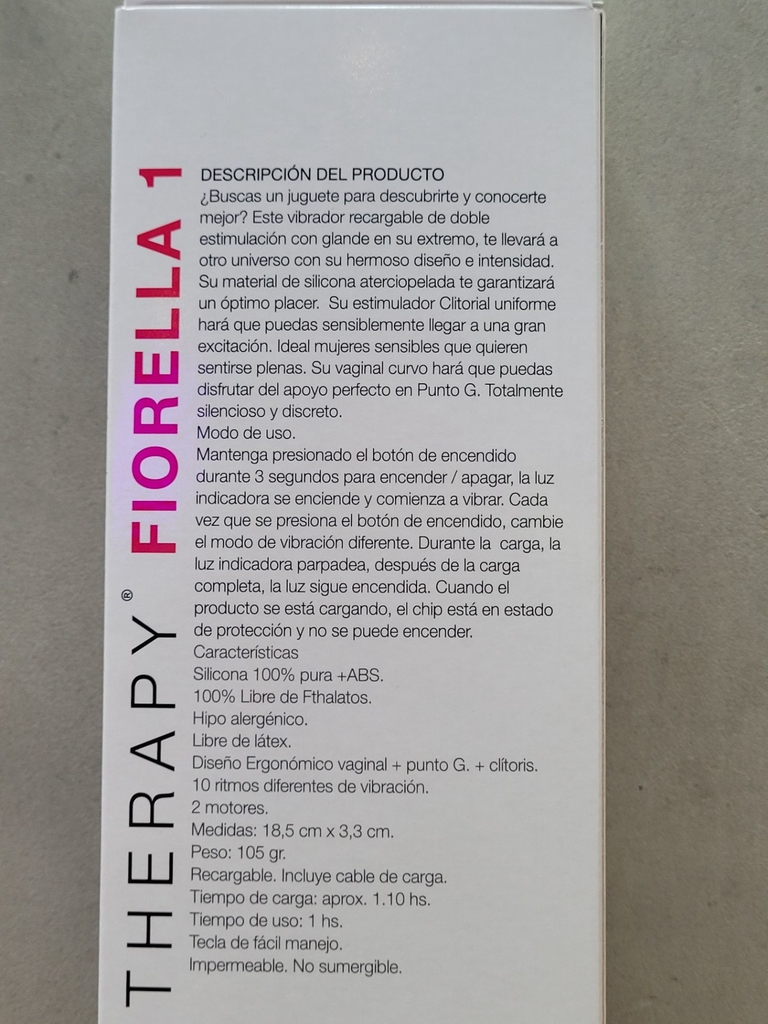 THERAPY® FIORELLA 1
DESCRIPCIÓN DEL PRODUCTO
¿Buscas un juguete para descubrirte y conocerte
mejor? Este vibrador recargable de doble
estimulación con glande en su extremo, te llevará a
otro universo con su hermoso diseño e intensidad.
Su material de silicona aterciopelada te garantizará
un óptimo placer. Su estimulador Clitorial uniforme
hará que puedas sensiblemente llegar a una gran
excitación. Ideal mujeres sensibles que quieren
sentirse plenas. Su vaginal curvo hará que puedas
disfrutar del apoyo perfecto en Punto G. Totalmente
silencioso y discreto.
Modo de uso.
Mantenga presionado el botón de encendido
durante 3 segundos para encender / apagar, la luz
indicadora se enciende y comienza a vibrar. Cada
vez que se presiona el botón de encendido, cambie
el modo de vibración diferente. Durante la carga, la
luz indicadora parpadea, después de la carga
completa, la luz sigue encendida. Cuando el
producto se está cargando, el chip está en estado
de protección y no se puede encender.
Características
Silicona 100% pura +ABS.
100% Libre de Fthalatos.
Hipo alergénico.
Libre de látex.
Diseño Ergonómico vaginal + punto G. + clítoris.
10 ritmos diferentes de vibración.
2 motores.
Medidas: 18,5 cm x 3,3 cm.
Peso: 105 gr.
Recargable. Incluye cable de carga.
Tiempo de carga: aprox. 1.10 hs.
Tiempo de uso: 1 hs.
Tecla de fácil manejo.
Impermeable. No sumergible.